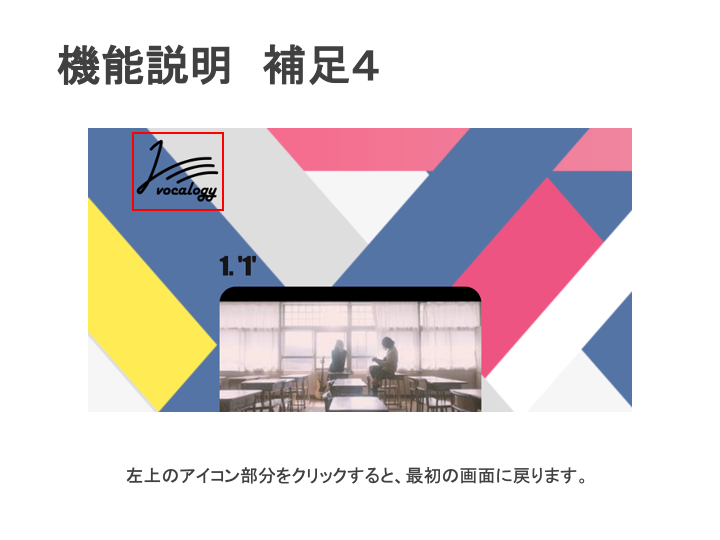 機能説明　補足４
vocalogy
1. '1'
左上のアイコン部分をクリックすると、最初の画面に戻ります。